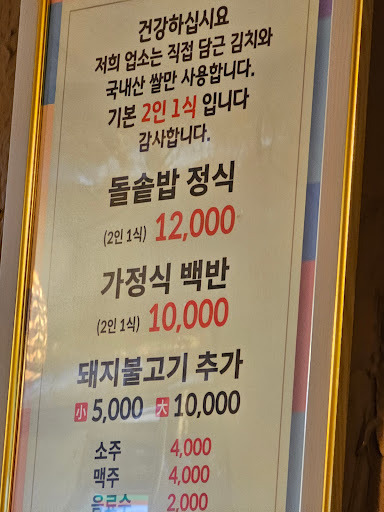 건강하십시요
저희 업소는 직접 담근 김치와
국내산 쌀만 사용합니다.
기본 2인 1식 입니다
감사합니다.
돌솥밥 정식
(2인 1식) 12,000
가정식 백반
(2인 1식) 10,000
돼지불고기 추가
小 5,000 大 10,000
소주 4,000
맥주 4,000
음료수 2,000